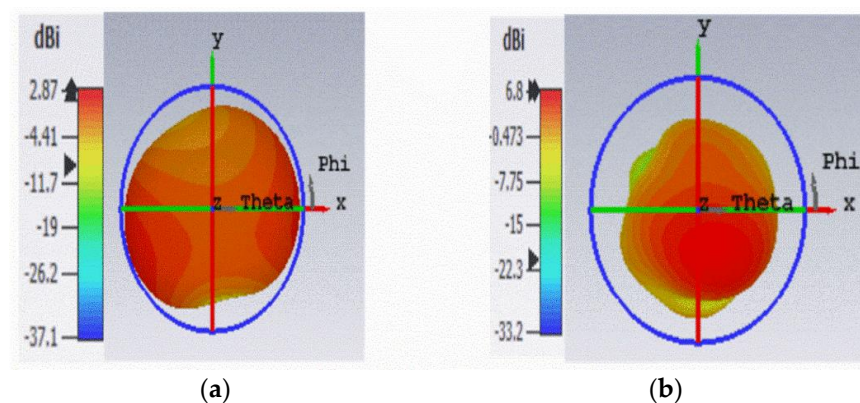 dBi
2.87
-4.41
-11.7
-19
-26.2
-37.1
y
Phi
z Theta x
(a)
dBi
6.8
-0.473
-7.75
-15
-22.3
-33.2
y
Phi
z Theta x
(b)